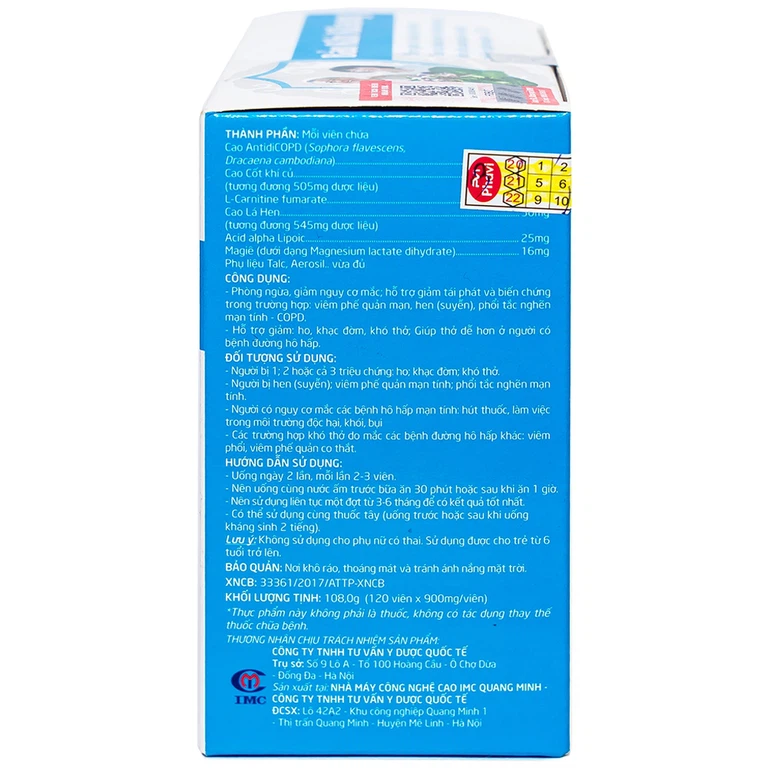 THÀNH PHẦN: Mỗi viên chứa
Cao AntidiCOPD (Sophora flavescens,
Dracaena cambodiana)
Cao Cốt khí củ
(tương đương 505mg dược liệu)
L-Carnitine fumarate
Cao Lá Hen
(tương đương 545mg dược liệu)
Acid alpha Lipoic 25mg
Magiê (dưới dạng Magnesium lactate dihydrate) 16mg
Phụ liệu Talc, Aerosil.. vừa đủ
Phavi
20 1 2
21 5 6
22 9 10
CÔNG DỤNG:
- Phòng ngừa, giảm nguy cơ mắc; hỗ trợ giảm tái phát và biến chứng
trong trường hợp: viêm phế quản mạn, hen (suyễn), phổi tắc nghẽn
mạn tính - COPD.
- Hỗ trợ giảm: ho, khạc đờm, khó thở; Giúp thở dễ hơn ở người có
bệnh đường hô hấp.
ĐỐI TƯỢNG SỬ DỤNG:
- Người bị 1; 2 hoặc cả 3 triệu chứng: ho; khạc đờm; khó thở.
- Người bị hen (suyễn); viêm phế quản mạn tính; phổi tắc nghẽn mạn
tính.
- Người có nguy cơ mắc các bệnh hô hấp mạn tính: hút thuốc, làm việc
trong môi trường độc hại, khói, bụi
- Các trường hợp khó thở do mắc các bệnh đường hô hấp khác: viêm
phổi, viêm phế quản co thắt.
HƯỚNG DẪN SỬ DỤNG:
- Uống ngày 2 lần, mỗi lần 2-3 viên.
- Nên uống cùng nước ấm trước bữa ăn 30 phút hoặc sau khi ăn 1 giờ.
- Nên sử dụng liên tục một đợt từ 3-6 tháng để có kết quả tốt nhất.
- Có thể sử dụng cùng thuốc tây (uống trước hoặc sau khi uống
kháng sinh 2 tiếng).
Lưu ý: Không sử dụng cho phụ nữ có thai. Sử dụng được cho trẻ từ 6
tuổi trở lên.
BẢO QUẢN: Nơi khô ráo, thoáng mát và tránh ánh nắng mặt trời.
XNCB: 33361/2017/ATTP-XNCB
KHỐI LƯỢNG TỊNH: 108,0g (120 viên x 900mg/viên)
*Thực phẩm này không phải là thuốc, không có tác dụng thay thế
thuốc chữa bệnh.
THƯƠNG NHÂN CHỊU TRÁCH NHIỆM SẢN PHẨM:
CÔNG TY TNHH TƯ VẤN Y DƯỢC QUỐC TẾ
Trụ sở: Số 9 Lô A - Tổ 100 Hoàng Cầu - Ô Chợ Dừa
- Đống Đa - Hà Nội
Sản xuất tại: NHÀ MÁY CÔNG NGHỆ CAO IMC QUANG MINH -
CÔNG TY TNHH TƯ VẤN Y DƯỢC QUỐC TẾ
ĐCSX: Lô 42A2 - Khu công nghiệp Quang Minh 1
- Thị trấn Quang Minh - Huyện Mê Linh - Hà Nội
IMC